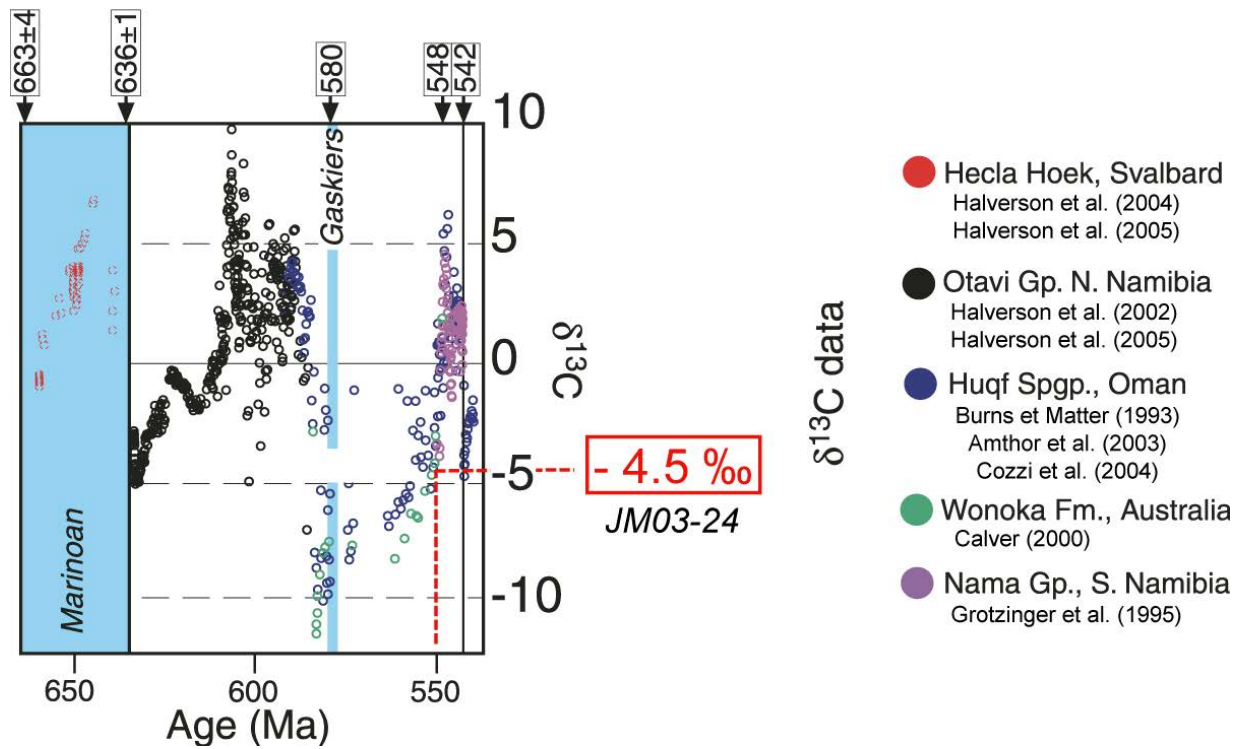 663±4
636±1
580
548
542
10
5
0
-5
-10
δ13C
Marinoan
Gaskiers
650
600
550
Age (Ma)
- 4.5 ‰
JM03-24
δ13C data
Hecla Hoek, Svalbard
Halverson et al. (2004)
Halverson et al. (2005)
Otavi Gp. N. Namibia
Halverson et al. (2002)
Halverson et al. (2005)
Huqf Spgp., Oman
Burns et Matter (1993)
Amthor et al. (2003)
Cozzi et al. (2004)
Wonoka Fm., Australia
Calver (2000)
Nama Gp., S. Namibia
Grotzinger et al. (1995)